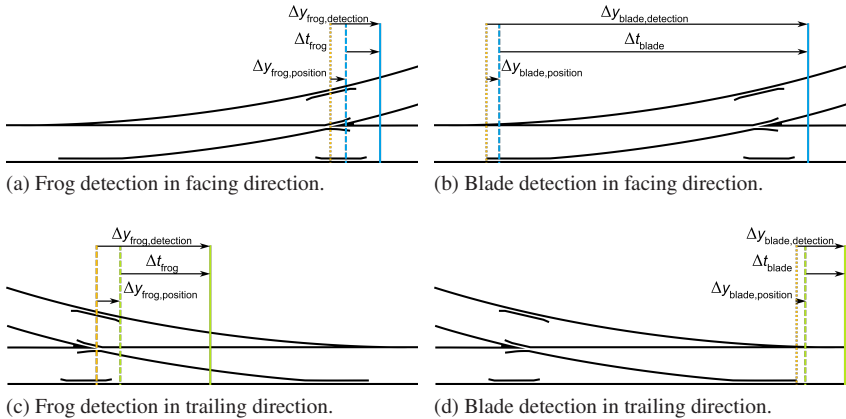 Δy_frog,detection
Δt_frog
Δy_frog,position
(a) Frog detection in facing direction.
Δy_blade,detection
Δt_blade
Δy_blade,position
(b) Blade detection in facing direction.
Δy_frog,detection
Δt_frog
Δy_frog,position
(c) Frog detection in trailing direction.
Δy_blade,detection
Δt_blade
Δy_blade,position
(d) Blade detection in trailing direction.